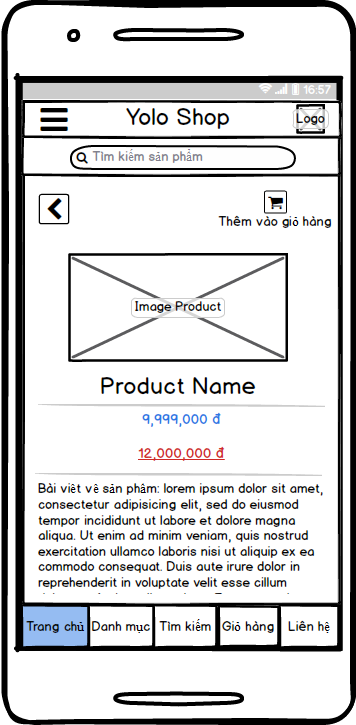 16:57
Yolo Shop
Logo
Tìm kiếm sản phẩm
Thêm vào giỏ hàng
Image Product
Product Name
9,999,000 đ
12,000,000 đ
Bài viết về sản phẩm: lorem ipsum dolor sit amet,
consectetur adipisicing elit, sed do eiusmod
tempor incididunt ut labore et dolore magna
aliqua. Ut enim ad minim veniam, quis nostrud
exercitation ullamco laboris nisi ut aliquip ex ea
commodo consequat. Duis aute irure dolor in
reprehenderit in voluptate velit esse cillum
Trang chủ Danh mục Tìm kiếm Giỏ hàng Liên hệ